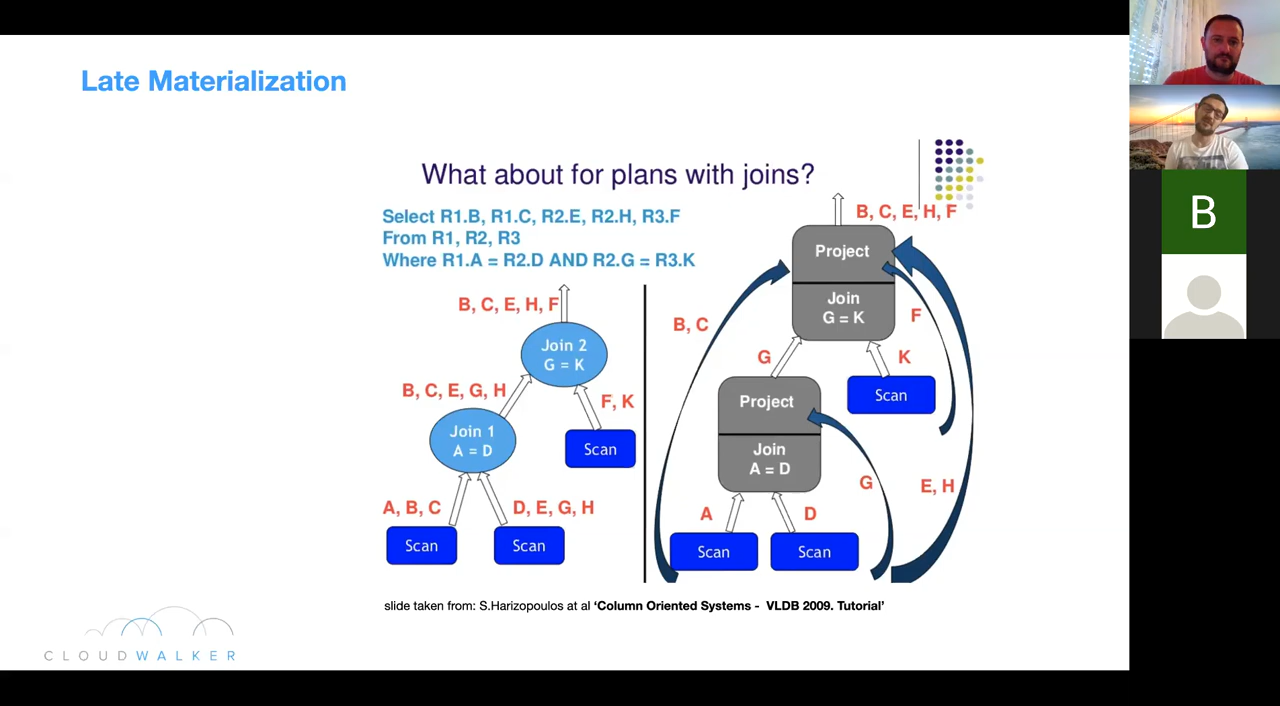 Late Materialization
What about for plans with joins?
Select R1.B, R1.C, R2.E, R2.H, R3.F
From R1, R2, R3
Where R1.A = R2.D AND R2.G = R3.K
B, C, E, H, F
Join 2
G = K
B, C, E, G, H
F, K
Join 1
A = D
Scan
A, B, C
D, E, G, H
Scan
Scan
B, C, E, H, F
Project
Join
G = K
B, C
F
G
K
Project
Scan
Join
A = D
G
E, H
A
D
Scan
Scan
slide taken from: S.Harizopoulos at al ‘Column Oriented Systems - VLDB 2009. Tutorial’
CLOUDWALKER
B